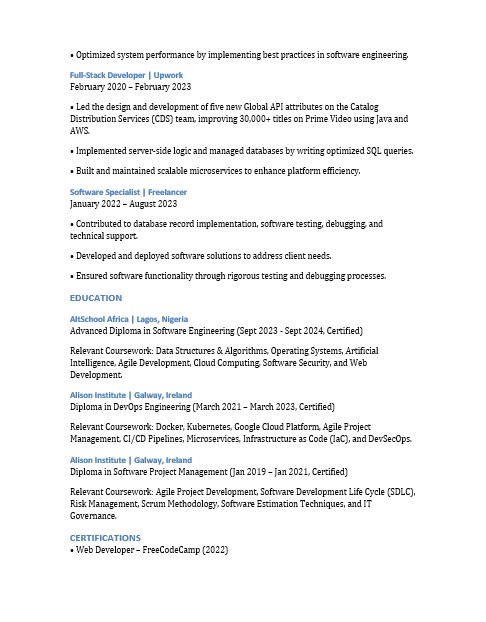 • Optimized system performance by implementing best practices in software engineering.
Full-Stack Developer | Upwork
February 2020 – February 2023
• Led the design and development of five new Global API attributes on the Catalog
Distribution Services (CDS) team, improving 30,000+ titles on Prime Video using Java and
AWS.
• Implemented server-side logic and managed databases by writing optimized SQL queries.
• Built and maintained scalable microservices to enhance platform efficiency.
Software Specialist | Freelancer
January 2022 – August 2023
• Contributed to database record implementation, software testing, debugging, and
technical support.
• Developed and deployed software solutions to address client needs.
• Ensured software functionality through rigorous testing and debugging processes.
EDUCATION
AltSchool Africa | Lagos, Nigeria
Advanced Diploma in Software Engineering (Sept 2023 - Sept 2024, Certified)
Relevant Coursework: Data Structures & Algorithms, Operating Systems, Artificial
Intelligence, Agile Development, Cloud Computing, Software Security, and Web
Development.
Alison Institute | Galway, Ireland
Diploma in DevOps Engineering (March 2021 – March 2023, Certified)
Relevant Coursework: Docker, Kubernetes, Google Cloud Platform, Agile Project
Management, CI/CD Pipelines, Microservices, Infrastructure as Code (IaC), and DevSecOps.
Alison Institute | Galway, Ireland
Diploma in Software Project Management (Jan 2019 – Jan 2021, Certified)
Relevant Coursework: Agile Project Development, Software Development Life Cycle (SDLC),
Risk Management, Scrum Methodology, Software Estimation Techniques, and IT
Governance.
CERTIFICATIONS
• Web Developer – FreeCodeCamp (2022)